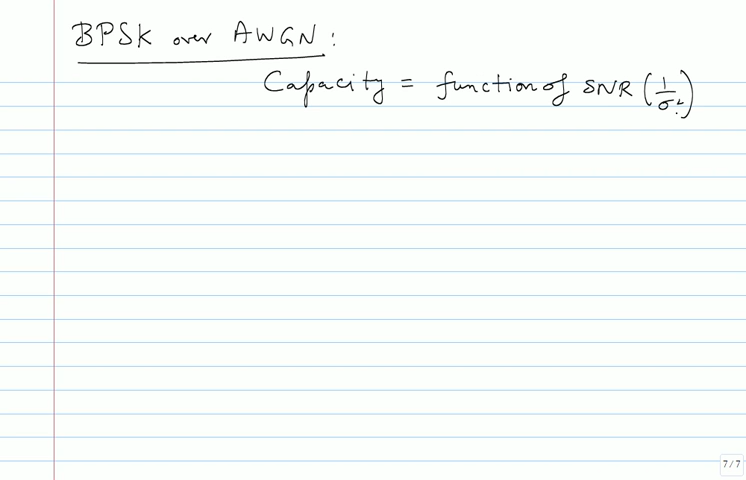 BPSK over AWGN:
Capacity = function of SNR (1/σ²)
7/7